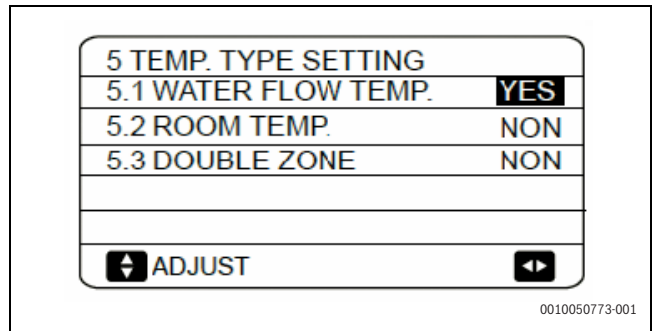 5 TEMP. TYPE SETTING
5.1 WATER FLOW TEMP. YES
5.2 ROOM TEMP. NON
5.3 DOUBLE ZONE NON
ADJUST
0010050773-001